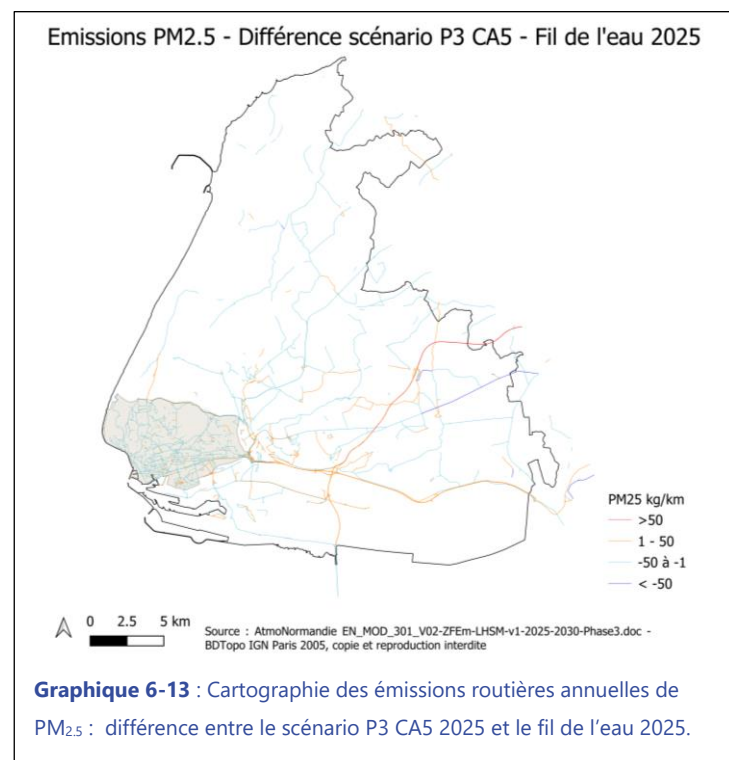 Emissions PM2.5 - Différence scénario P3 CA5 - Fil de l'eau 2025
PM25 kg/km
>50
1 - 50
-50 à -1
< -50
0 2.5 5 km
Source : AtmoNormandie EN_MOD_301_V02-ZFEm-LHSM-v1-2025-2030-Phase3.doc -
BDTopo IGN Paris 2005, copie et reproduction interdite
Graphique 6-13 : Cartographie des émissions routières annuelles de
PM2.5 : différence entre le scénario P3 CA5 2025 et le fil de l’eau 2025.